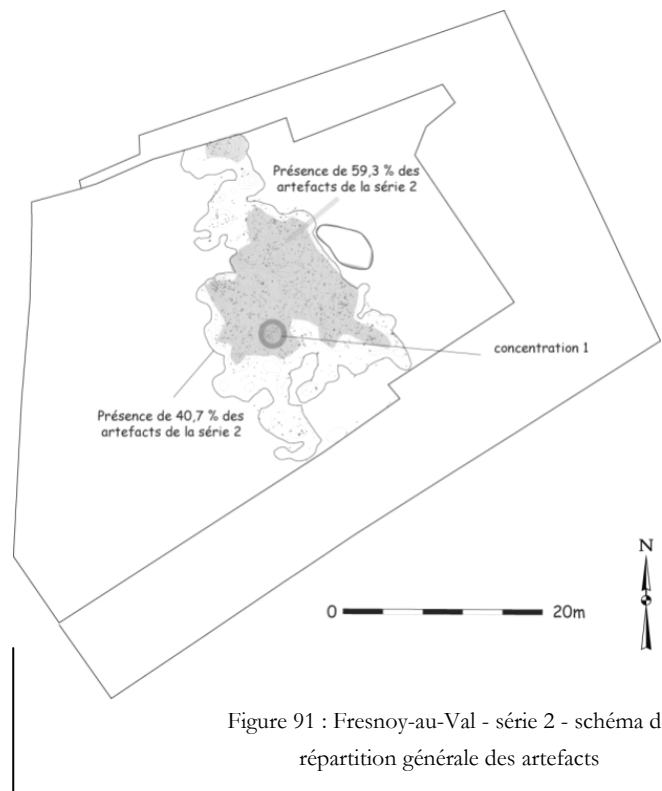 Présence de 59,3 % des
artefacts de la série 2
concentration 1
Présence de 40,7 % des
artefacts de la série 2
N
0 20m
Figure 91 : Fresnoy-au-Val - série 2 - schéma d
répartition générale des artefacts